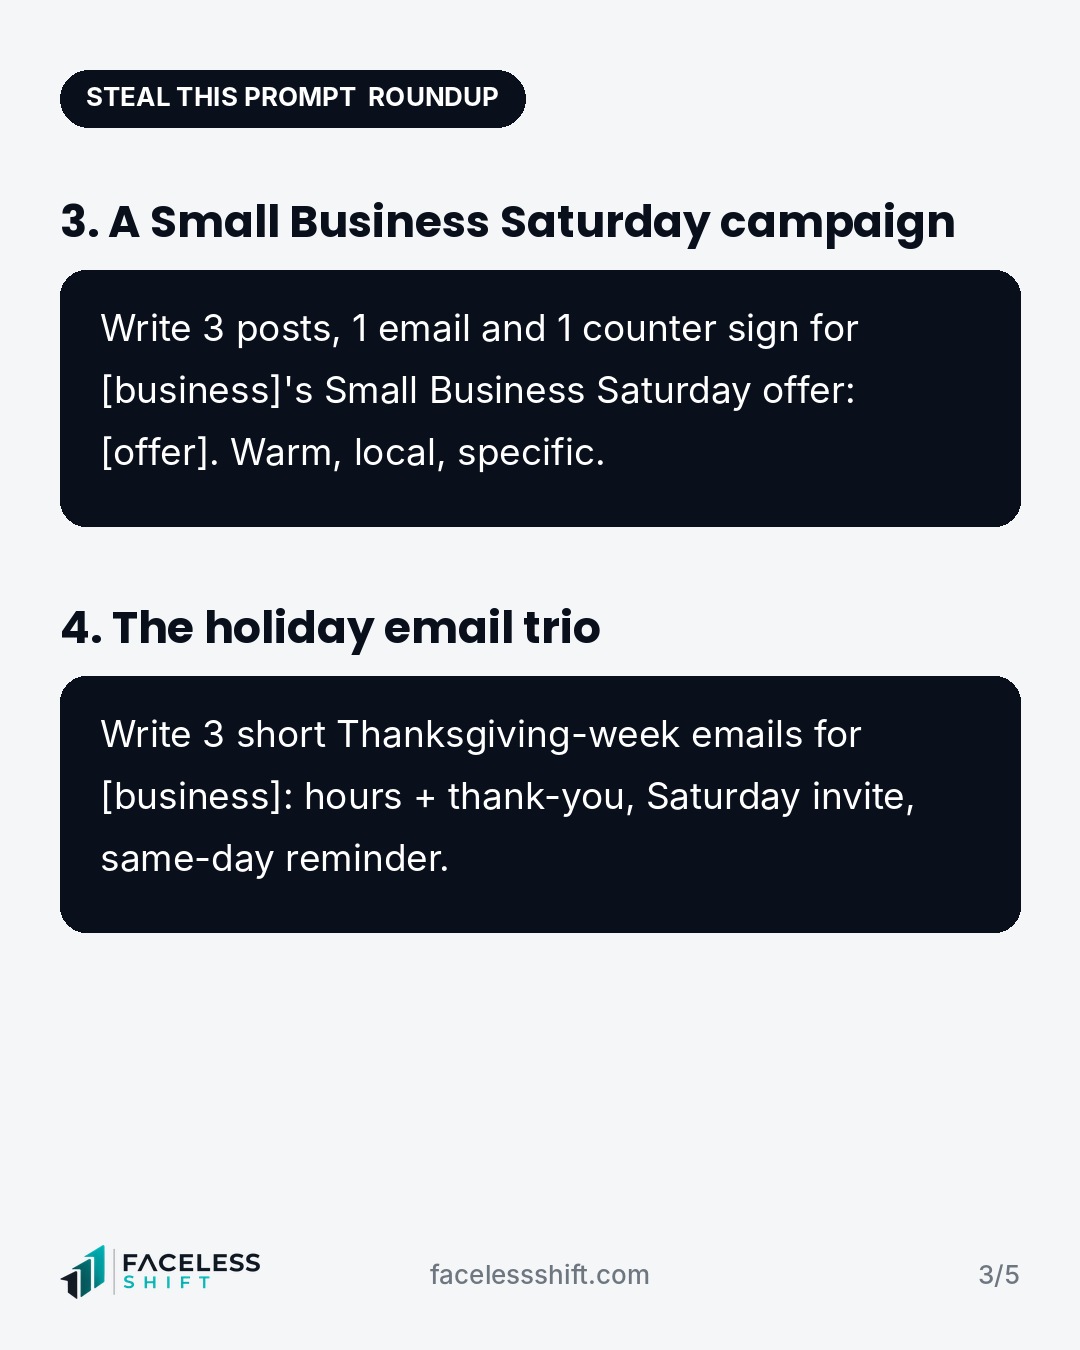 STEAL THIS PROMPT ROUNDUP
3. A Small Business Saturday campaign
Write 3 posts, 1 email and 1 counter sign for
[business]'s Small Business Saturday offer:
[offer]. Warm, local, specific.
4. The holiday email trio
Write 3 short Thanksgiving-week emails for
[business]: hours + thank-you, Saturday invite,
same-day reminder.
FACELESS
SHIFT
facelessshift.com
3/5